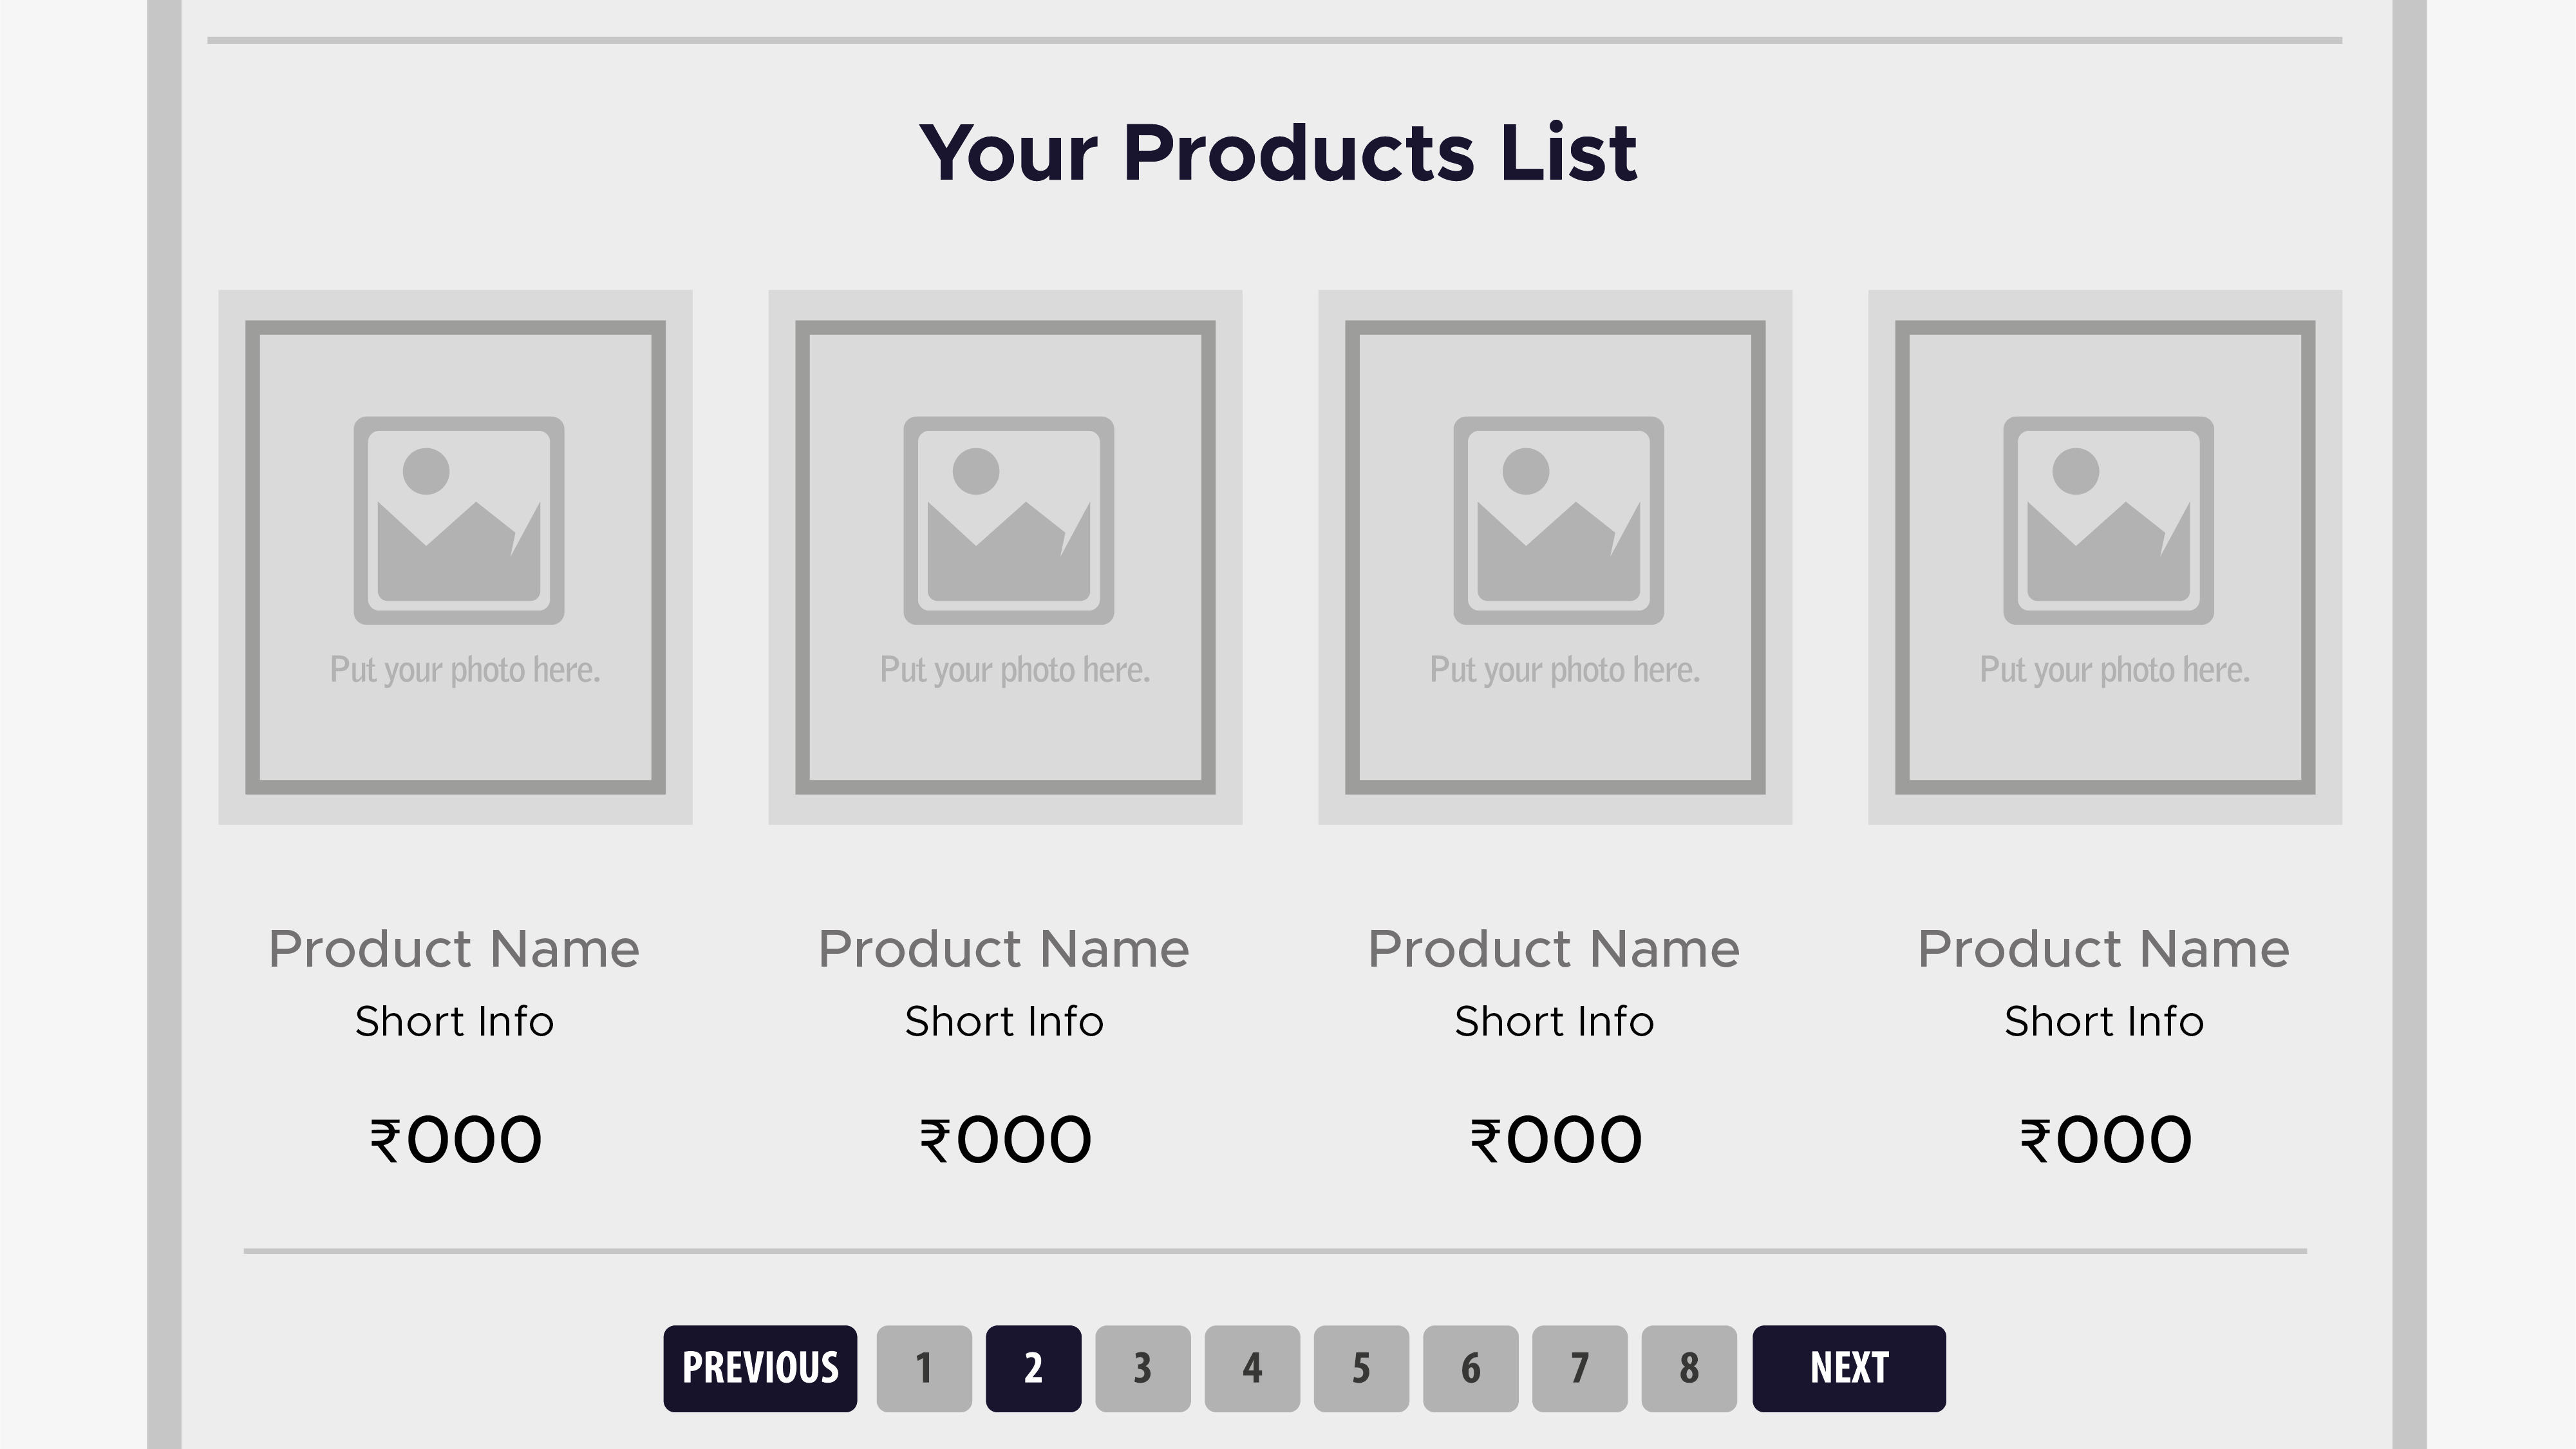 Your Products List
Put your photo here. Put your photo here. Put your photo here. Put your photo here.
Product Name Product Name Product Name Product Name
Short Info Short Info Short Info Short Info
₹000 ₹000 ₹000 ₹000
PREVIOUS 1 2 3 4 5 6 7 8 NEXT